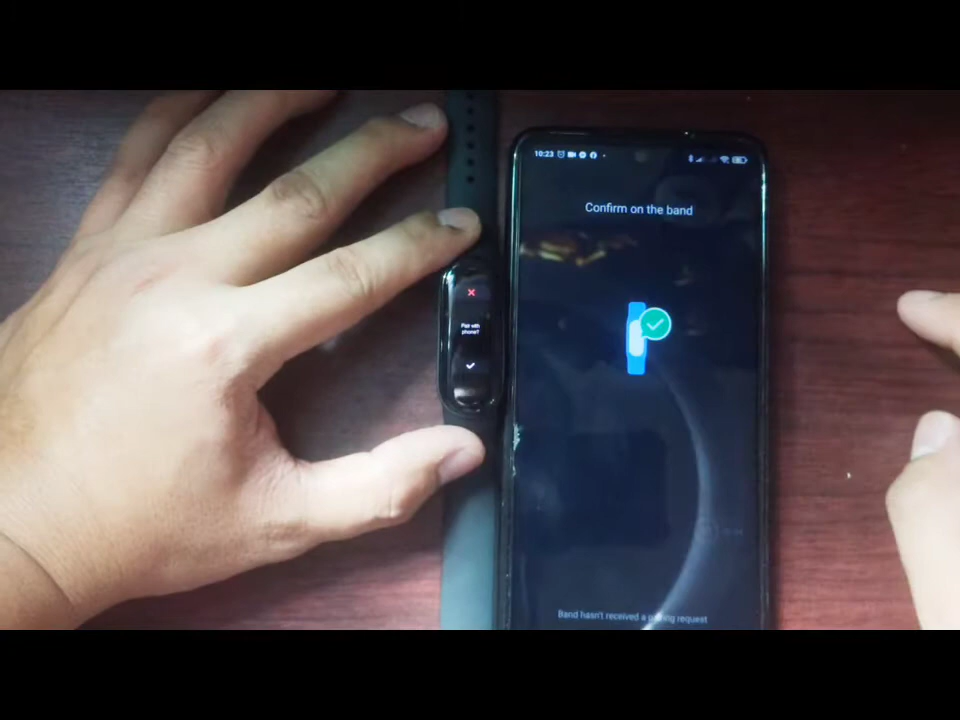 10:23
Confirm on the band
Pair with
phone?
Band hasn't received a pairing request